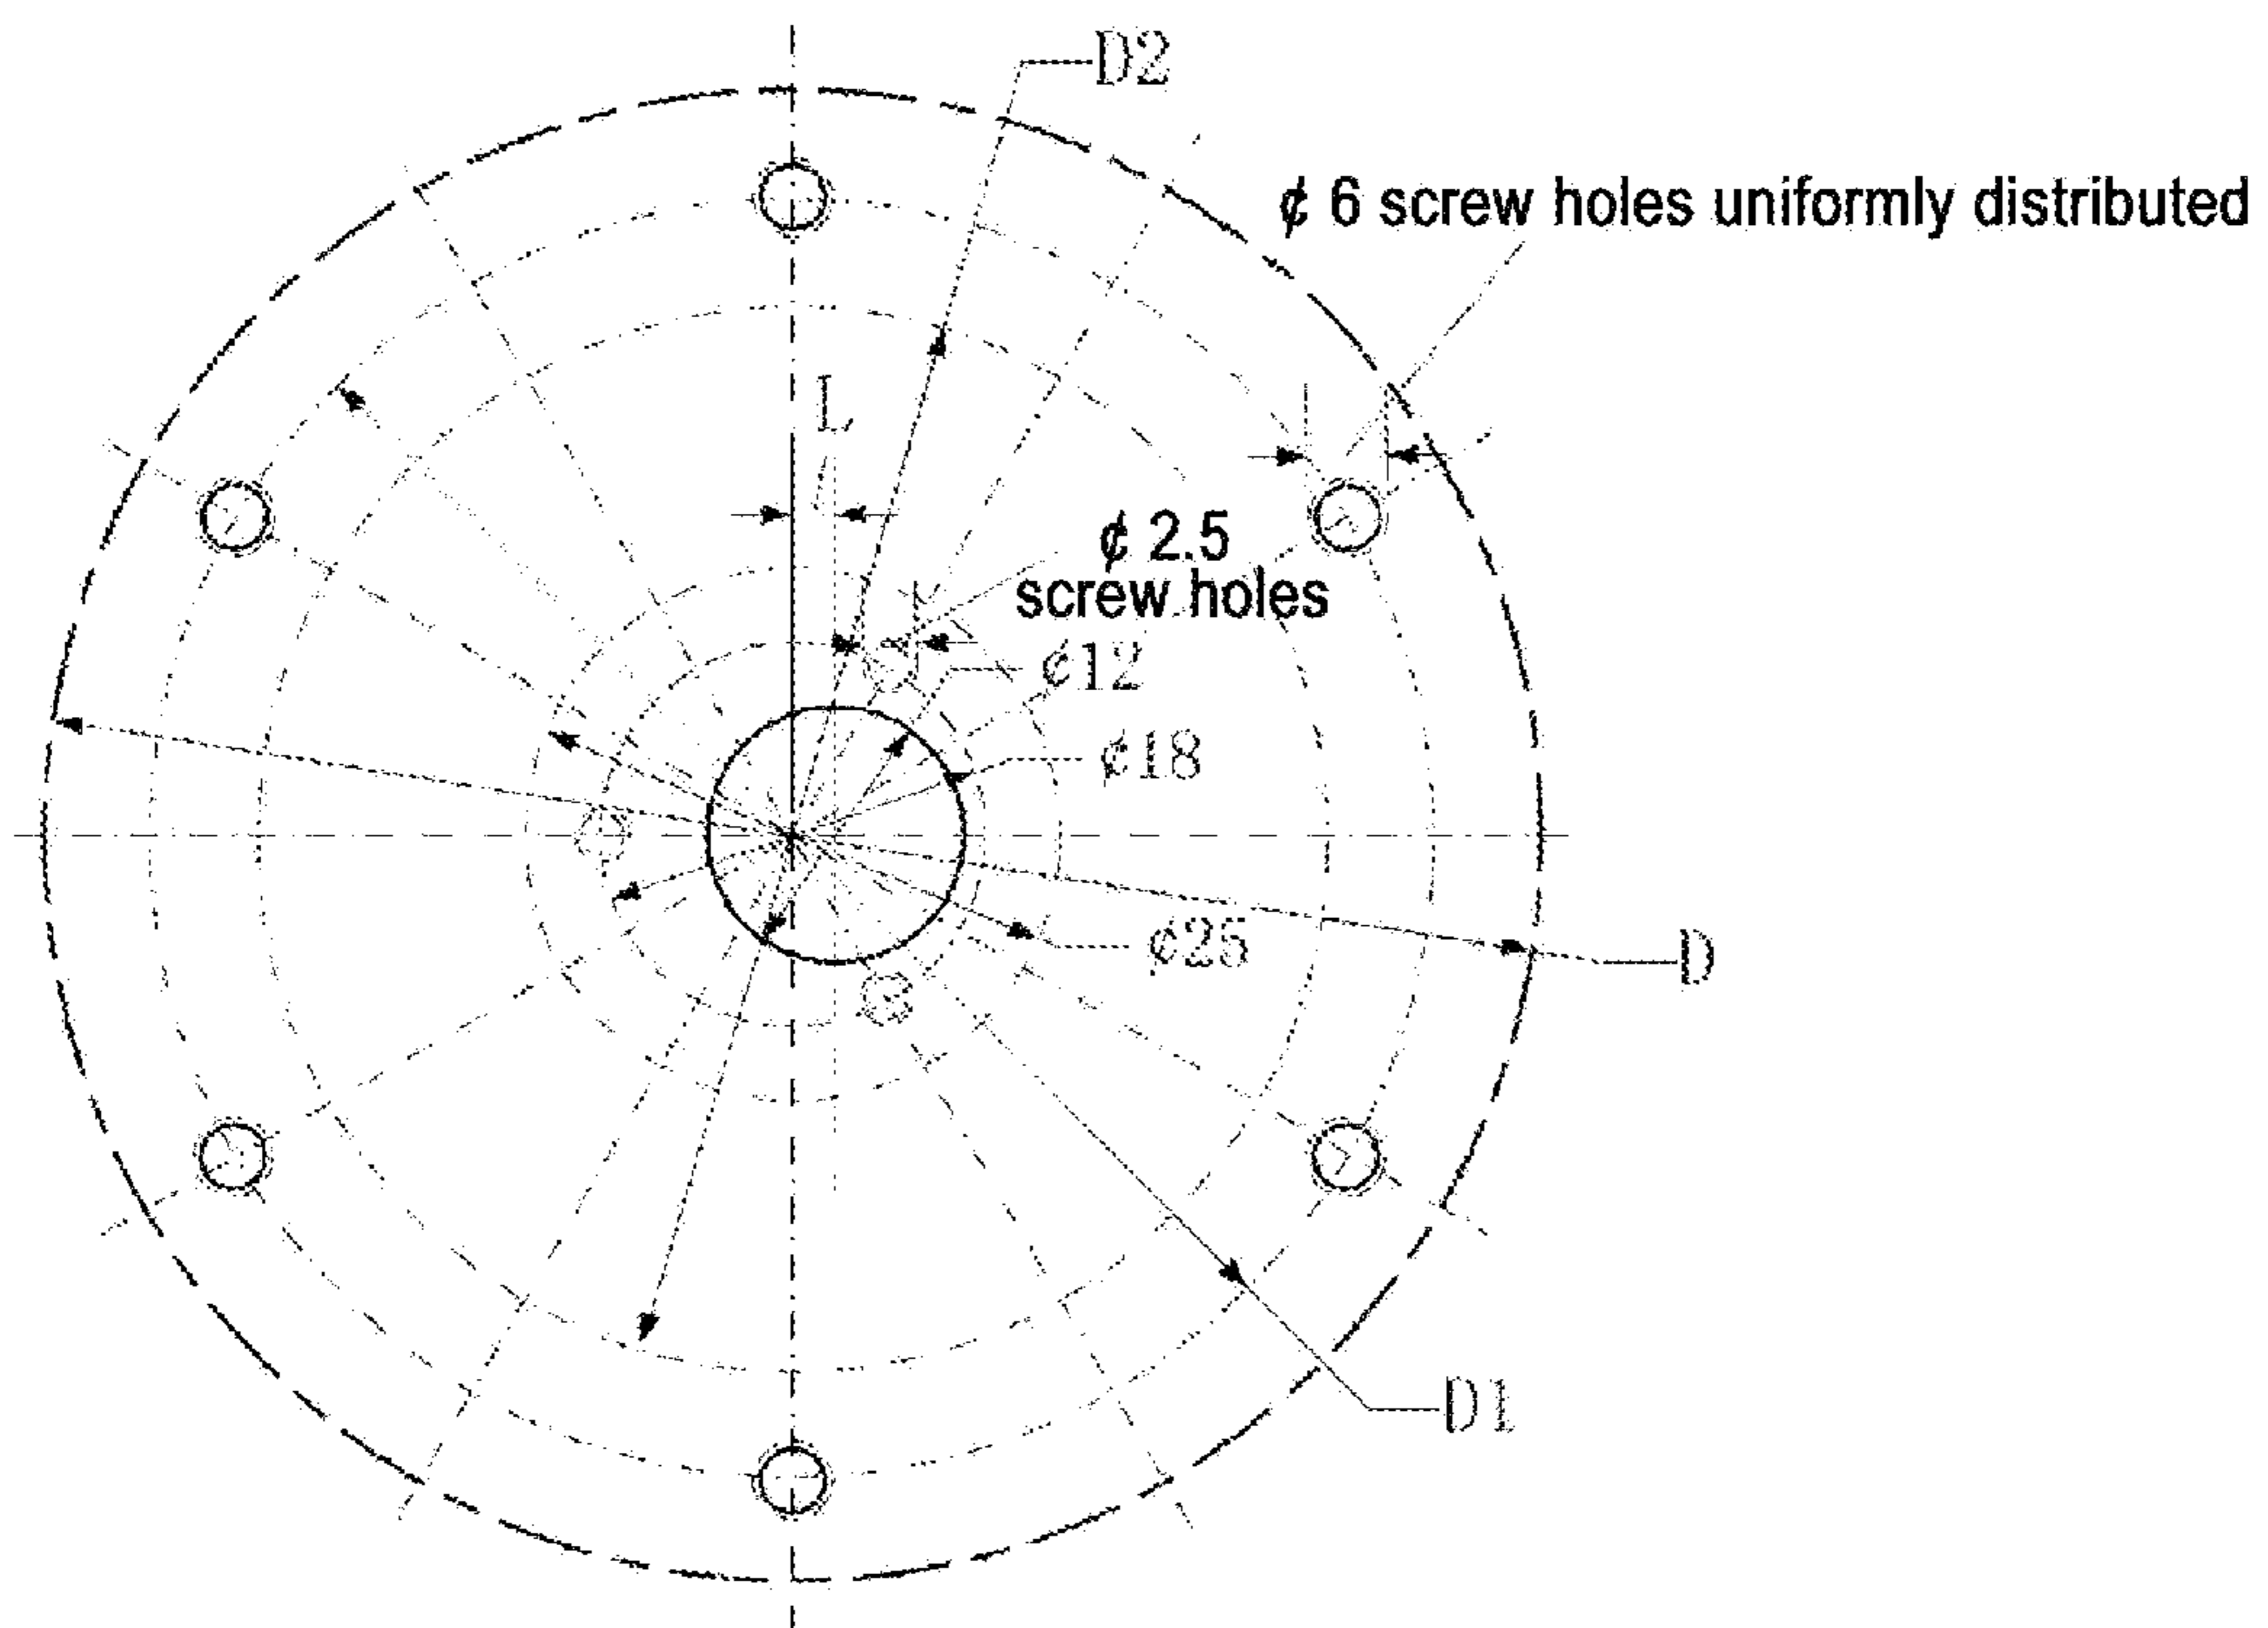 D2
¢ 6 screw holes uniformly distributed
L
¢ 2.5
screw holes
¢12
¢18
¢25
D
D1